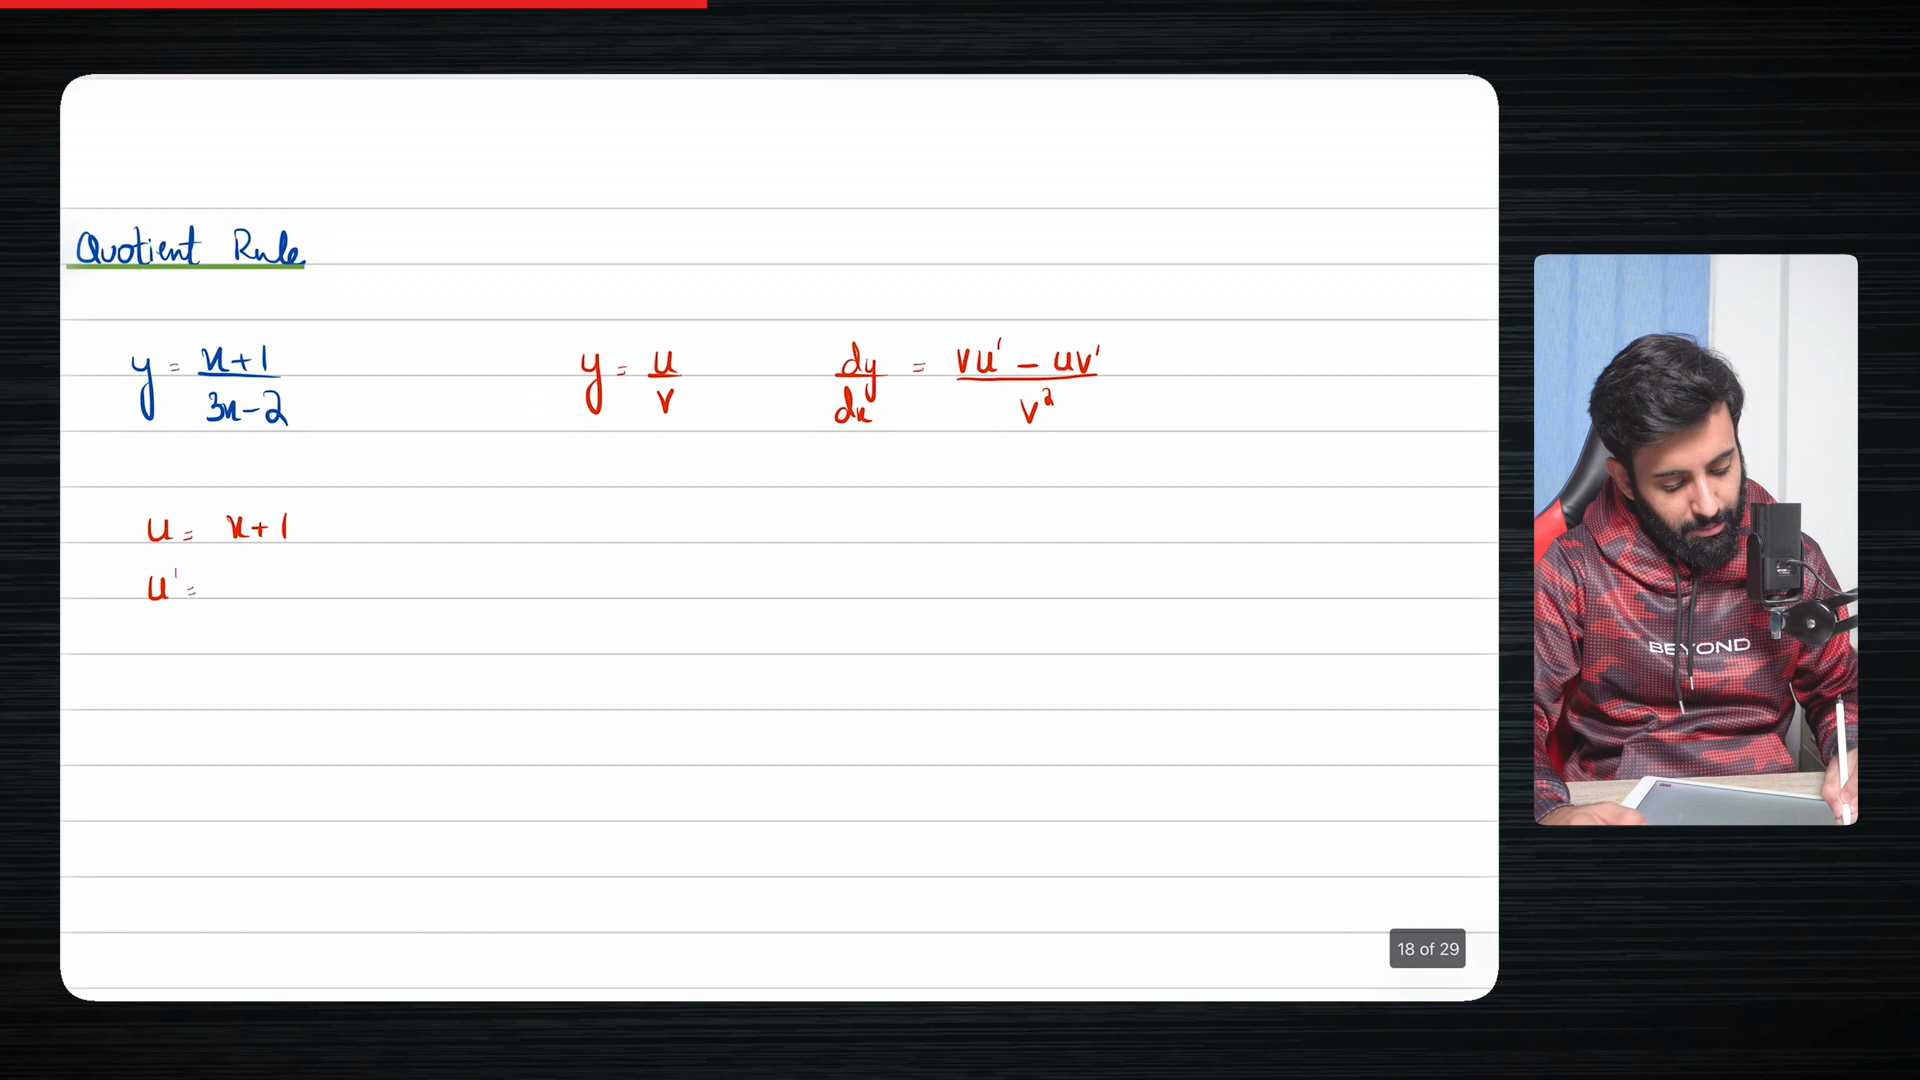 Quotient Rule
y = x+1 / 3x-2
y = u / v
dy/dx = vu' - uv' / v²
u = x+1
u' =
BEYOND
18 of 29